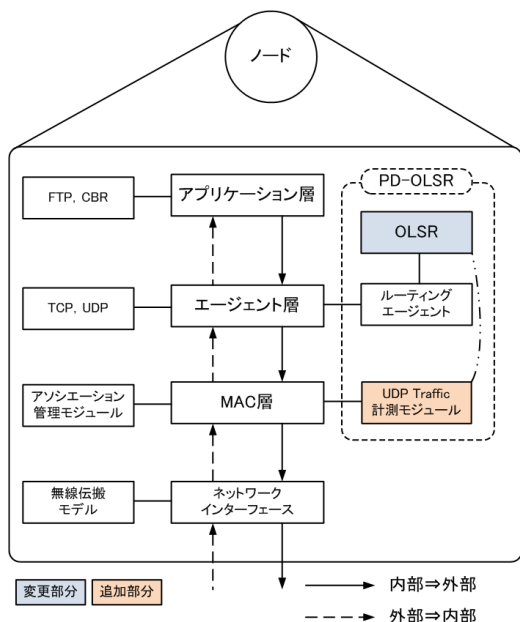 ノード
PD-OLSR
FTP, CBR
アプリケーション層
OLSR
TCP, UDP
エージェント層
ルーティング
エージェント
アソシエーション
管理モジュール
MAC層
UDP Traffic
計測モジュール
無線伝搬
モデル
ネットワーク
インターフェース
変更部分
追加部分
内部⇒外部
外部⇒内部